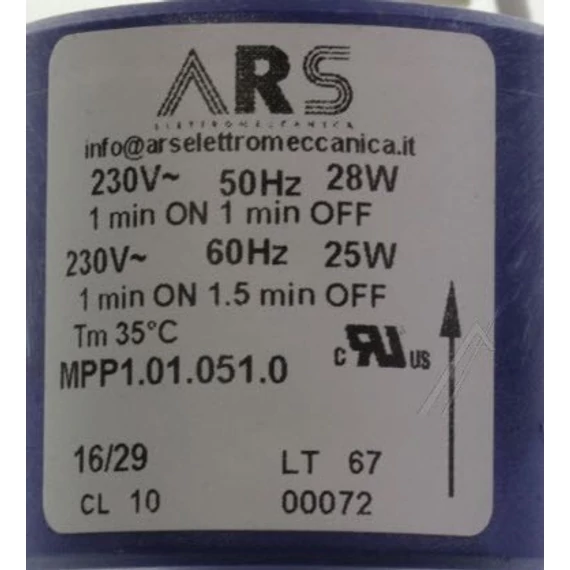 ARS
ELETTROMECCANICA
info@arselettromeccanica.it
230V~ 50Hz 28W
1 min ON 1 min OFF
230V~ 60Hz 25W
1 min ON 1.5 min OFF
Tm 35°C
MPP1.01.051.0
c RU US
16/29 LT 67
CL 10 00072